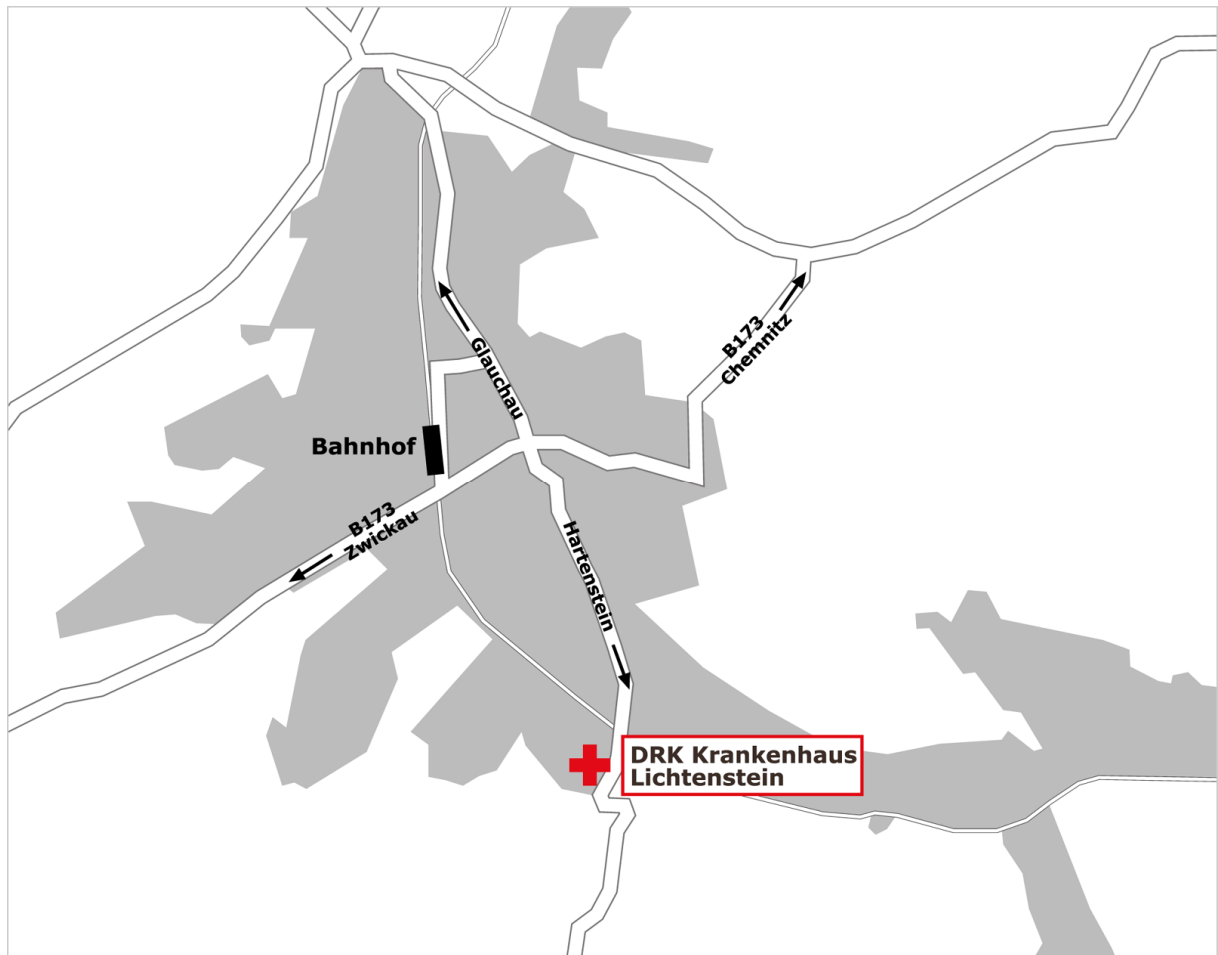 B173
Chemnitz
Glauchau
Bahnhof
B173
Zwickau
Hartenstein
DRK Krankenhaus
Lichtenstein